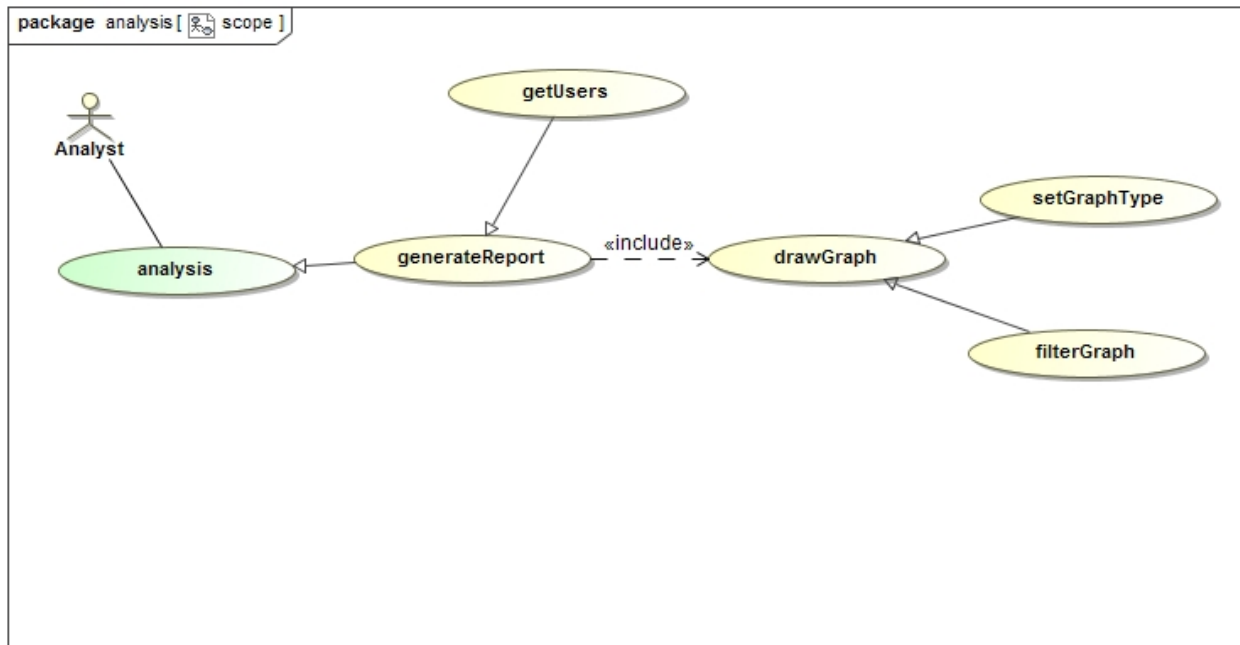 package analysis [ scope ]
getUsers
Analyst
setGraphType
«include»
generateReport
drawGraph
analysis
filterGraph